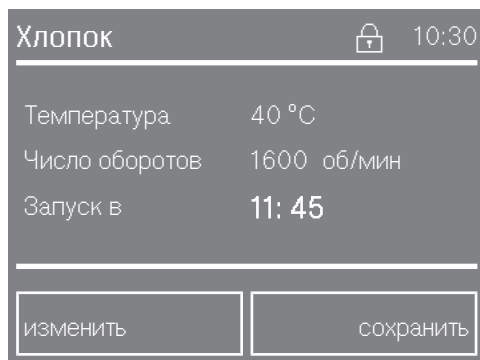 Хлопок 10:30
Температура 40 °C
Число оборотов 1600 об/мин
Запуск в 11: 45
изменить сохранить